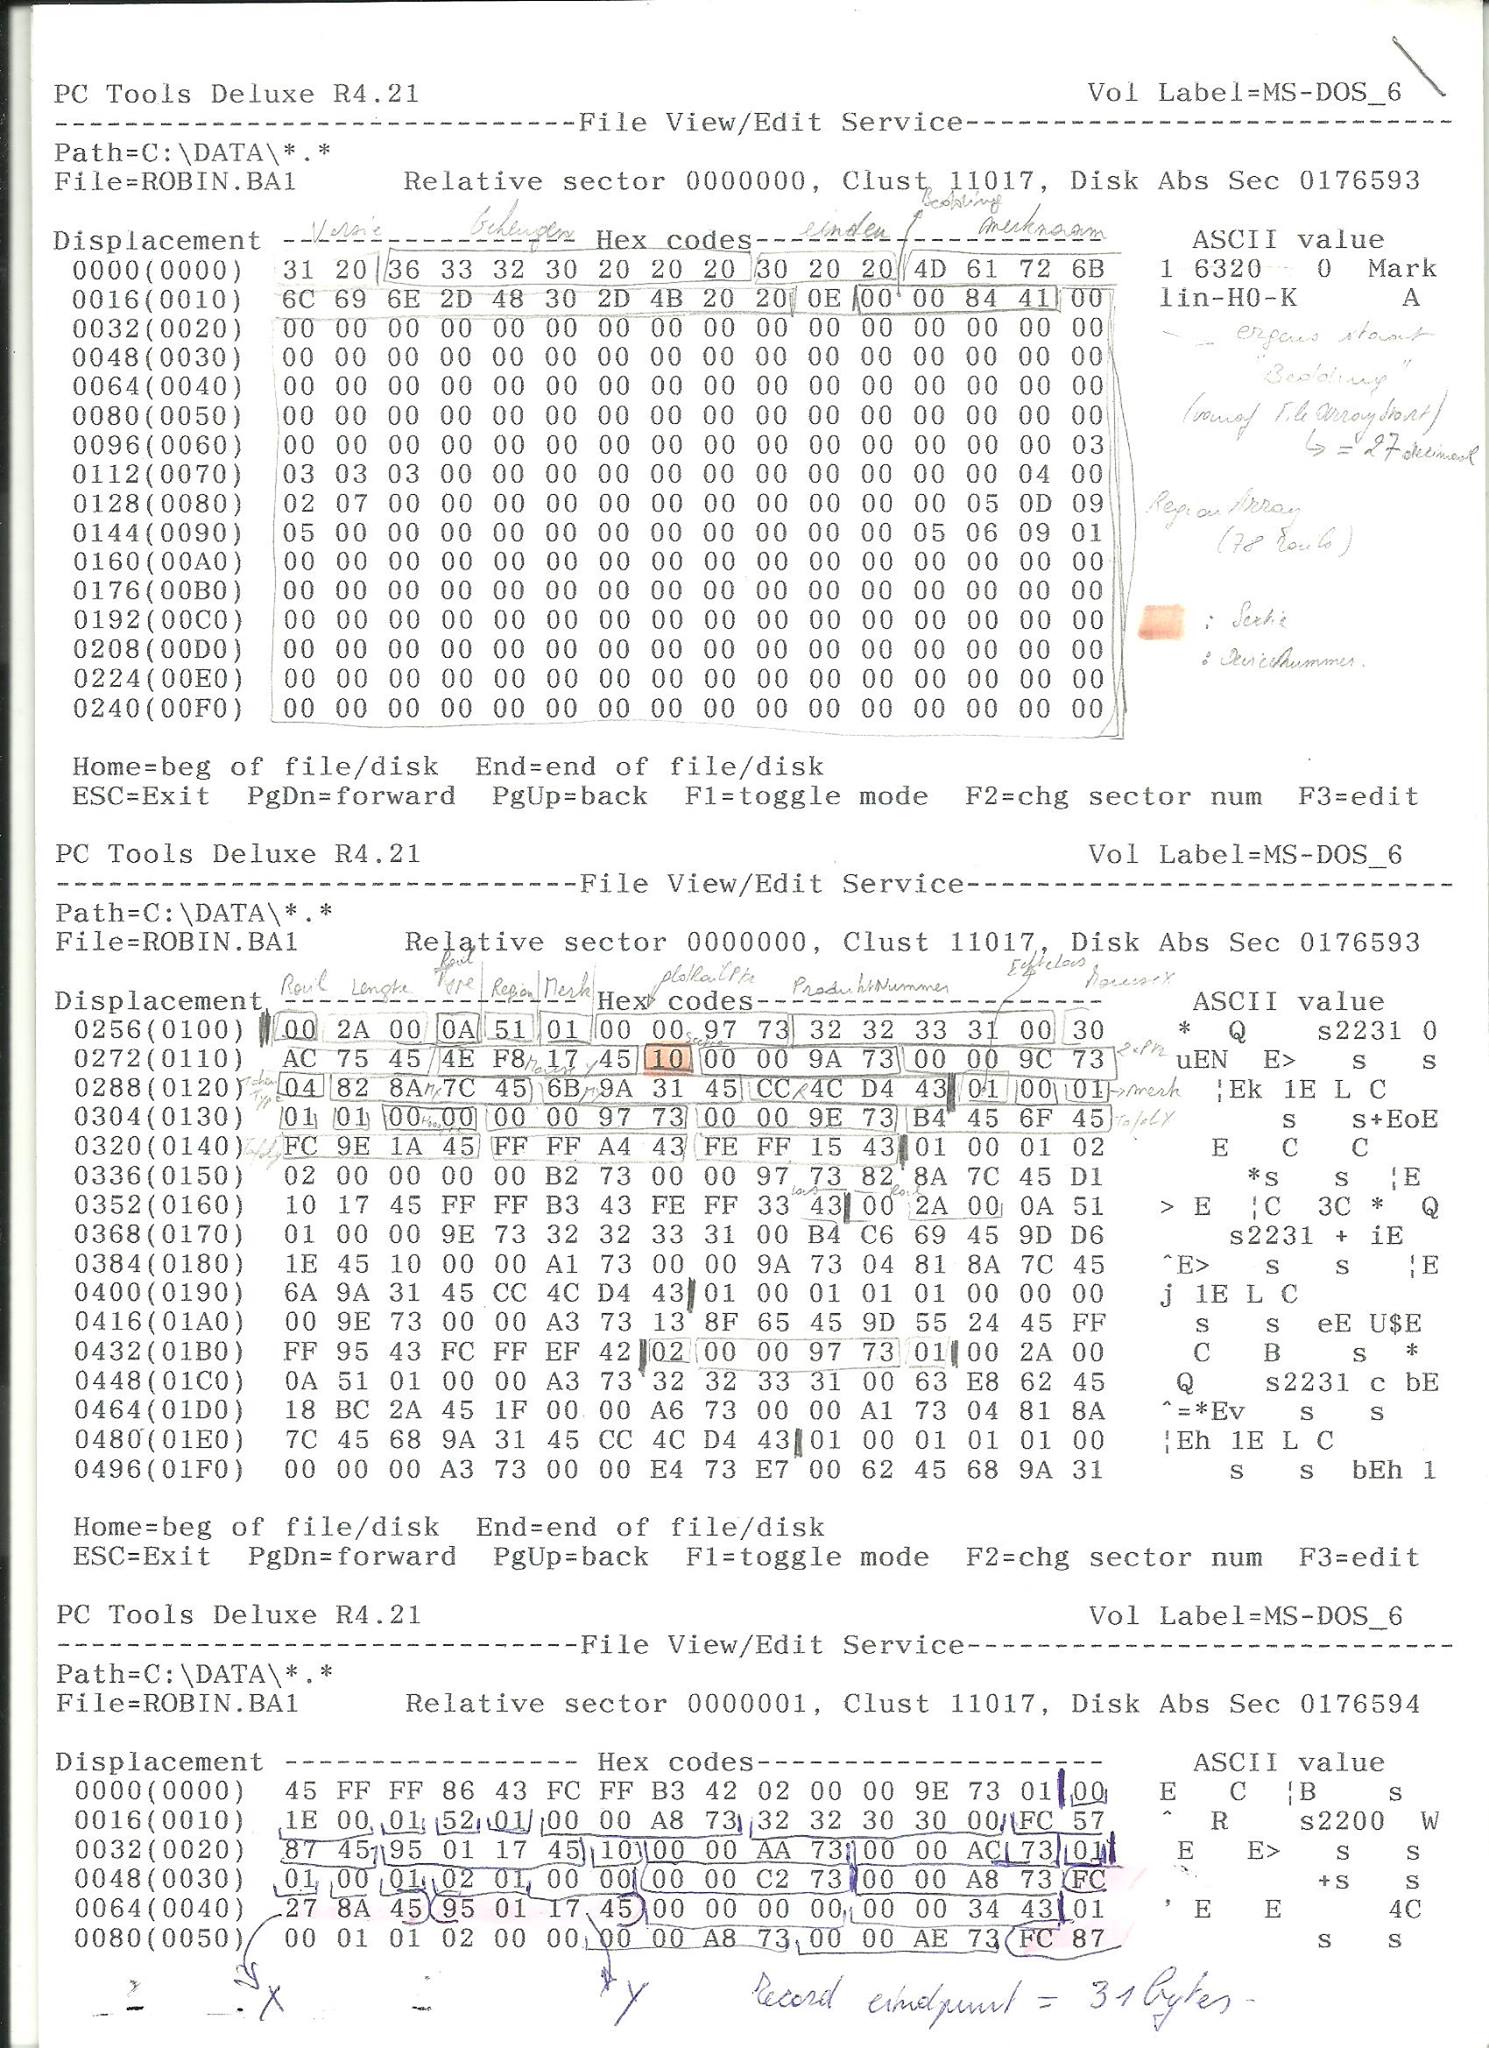 PC Tools Deluxe R4.21 Vol Label=MS-DOS_6
----------------------------File View/Edit Service----------------------------
Path=C:\DATA\*.*
File=ROBIN.BA1 Relative sector 0000000, Clust 11017, Disk Abs Sec 0176593
Bedding
Versie Geheugen einden merknaam
Displacement ---------------- Hex codes------------------- ASCII value
0000(0000) 31 20 36 33 32 30 20 20 20 30 20 20 4D 61 72 6B 1 6320 0 Mark
0016(0010) 6C 69 6E 2D 48 30 2D 4B 20 20 0E 00 00 84 41 00 lin-H0-K A
0032(0020) 00 00 00 00 00 00 00 00 00 00 00 00 00 00 00 00
ergens staat
0048(0030) 00 00 00 00 00 00 00 00 00 00 00 00 00 00 00 00
"Bedding"
0064(0040) 00 00 00 00 00 00 00 00 00 00 00 00 00 00 00 00
0080(0050) 00 00 00 00 00 00 00 00 00 00 00 00 00 00 00 00
(vanaf FileArrayStart)
0096(0060) 00 00 00 00 00 00 00 00 00 00 00 00 00 00 00 03
= 27 decimaal
0112(0070) 03 03 03 00 00 00 00 00 00 00 00 00 00 00 04 00
0128(0080) 02 07 00 00 00 00 00 00 00 00 00 00 00 05 0D 09
Region Array
0144(0090) 05 00 00 00 00 00 00 00 00 00 00 00 05 06 09 01
(78 Rails)
0160(00A0) 00 00 00 00 00 00 00 00 00 00 00 00 00 00 00 00
0176(00B0) 00 00 00 00 00 00 00 00 00 00 00 00 00 00 00 00
0192(00C0) 00 00 00 00 00 00 00 00 00 00 00 00 00 00 00 00
: Sectie
0208(00D0) 00 00 00 00 00 00 00 00 00 00 00 00 00 00 00 00
: Devicenummer.
0224(00E0) 00 00 00 00 00 00 00 00 00 00 00 00 00 00 00 00
0240(00F0) 00 00 00 00 00 00 00 00 00 00 00 00 00 00 00 00
Home=beg of file/disk End=end of file/disk
ESC=Exit PgDn=forward PgUp=back F1=toggle mode F2=chg sector num F3=edit
PC Tools Deluxe R4.21 Vol Label=MS-DOS_6
----------------------------File View/Edit Service---------------------------
Path=C:\DATA\*.*
File=ROBIN.BA1 Relative sector 0000000, Clust 11017, Disk Abs Sec 0176593
Rail Lengte Rail Type Region Merk plotRailPtr ProduktNummer
Displacement ---------------- Hex codes------------------- ASCII value
0256(0100) 00 2A 00 0A 51 01 00 00 97 73 32 32 33 31 00 30 * Q s2231 0
0272(0110) AC 75 45 4E F8 17 45 10 00 00 9A 73 00 00 9C 73 uEN E> s s
0288(0120) 04 82 8A 7C 45 6B 9A 31 45 CC 4C D4 43 01 00 01 merk ¦Ek 1E L C
0304(0130) 01 01 00 00 00 00 97 73 00 00 9E 73 B4 45 6F 45 s s+EoE
0320(0140) FC 9E 1A 45 FF FF A4 43 FE FF 15 43 01 00 01 02 E C C
0336(0150) 02 00 00 00 00 B2 73 00 00 97 73 82 8A 7C 45 D1 *s s ¦E
0352(0160) 10 17 45 FF FF B3 43 FE FF 33 43 00 2A 00 0A 51 > E ¦C 3C * Q
0368(0170) 01 00 00 9E 73 32 32 33 31 00 B4 C6 69 45 9D D6 s2231 + iE
0384(0180) 1E 45 10 00 00 A1 73 00 00 9A 73 04 81 8A 7C 45 ^E> s s ¦E
0400(0190) 6A 9A 31 45 CC 4C D4 43 01 00 01 01 01 00 00 00 j 1E L C
0416(01A0) 00 9E 73 00 00 A3 73 13 8F 65 45 9D 55 24 45 FF s s eE U$E
0432(01B0) FF 95 43 FC FF EF 42 02 00 00 97 73 01 00 2A 00 C B s *
0448(01C0) 0A 51 01 00 00 A3 73 32 32 33 31 00 63 E8 62 45 Q s2231 c bE
0464(01D0) 18 BC 2A 45 1F 00 00 A6 73 00 00 A1 73 04 81 8A ^=*Ev s s
0480(01E0) 7C 45 68 9A 31 45 CC 4C D4 43 01 00 01 01 01 00 ¦Eh 1E L C
0496(01F0) 00 00 00 A3 73 00 00 E4 73 E7 00 62 45 68 9A 31 s s bEh 1
Home=beg of file/disk End=end of file/disk
ESC=Exit PgDn=forward PgUp=back F1=toggle mode F2=chg sector num F3=edit
PC Tools Deluxe R4.21 Vol Label=MS-DOS_6
----------------------------File View/Edit Service---------------------------
Path=C:\DATA\*.*
File=ROBIN.BA1 Relative sector 0000001, Clust 11017, Disk Abs Sec 0176594
Displacement ---------------- Hex codes------------------- ASCII value
0000(0000) 45 FF FF 86 43 FC FF B3 42 02 00 00 9E 73 01 00 E C ¦B s
0016(0010) 1E 00 01 52 01 00 00 A8 73 32 32 30 30 00 FC 57 ^ R s2200 W
0032(0020) 87 45 95 01 17 45 10 00 00 AA 73 00 00 AC 73 01 E E> s s
0048(0030) 01 00 01 02 01 00 00 00 00 C2 73 00 00 A8 73 FC +s s
0064(0040) 27 8A 45 95 01 17 45 00 00 00 00 00 00 34 43 01 ' E E 4C
0080(0050) 00 01 01 02 00 00 00 00 A8 73 00 00 AE 73 FC 87 s s
X Y Record eindpunt = 31 bytes -